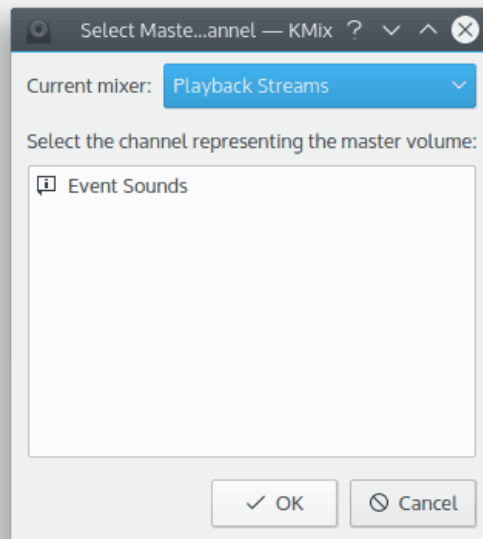 Select Maste...annel — KMix ?
Current mixer: Playback Streams
Select the channel representing the master volume:
Event Sounds
OK Cancel